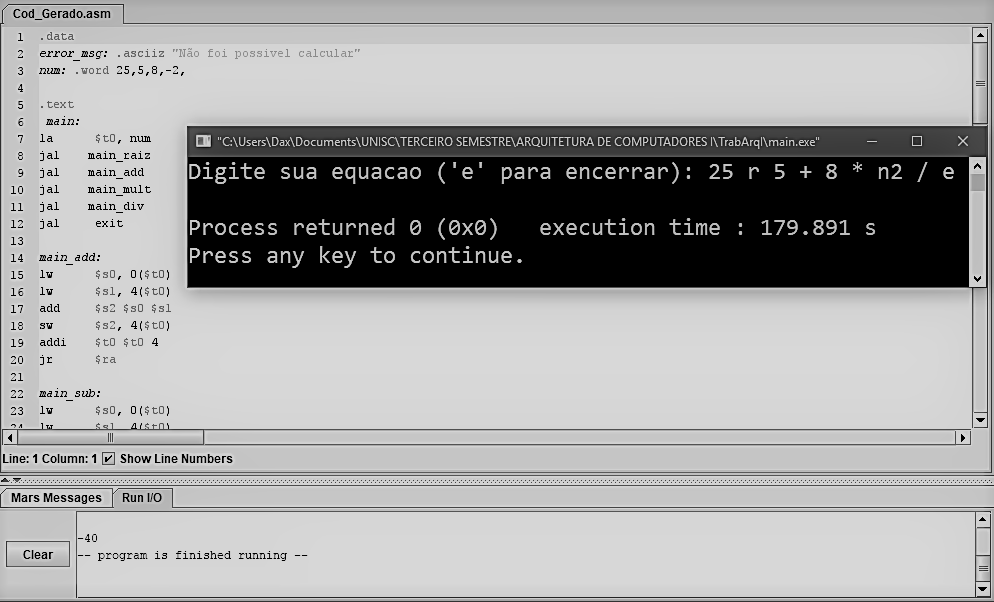 Cod_Gerado.asm
1 .data
2 error_msg: .asciiz "Não foi possivel calcular"
3 num: .word 25,5,8,-2,
4
5 .text
6 main:
7 la $t0, num
8 jal main_raiz
9 jal main_add
10 jal main_mult
11 jal main_div
12 jal exit
13
14 main_add:
15 lw $s0, 0($t0)
16 lw $s1, 4($t0)
17 add $s2 $s0 $s1
18 sw $s2, 4($t0)
19 addi $t0 $t0 4
20 jr $ra
21
22 main_sub:
23 lw $s0, 0($t0)
24 lw $s1, 4($t0)
"C:\Users\Dax\Documents\UNISC\TERCEIRO SEMESTRE\ARQUITETURA DE COMPUTADORES I\TrabArqI\main.exe"
Digite sua equacao ('e' para encerrar): 25 r 5 + 8 * n2 / e
Process returned 0 (0x0) execution time : 179.891 s
Press any key to continue.
Line: 1 Column: 1 Show Line Numbers
Mars Messages Run I/O
Clear
-40
-- program is finished running --